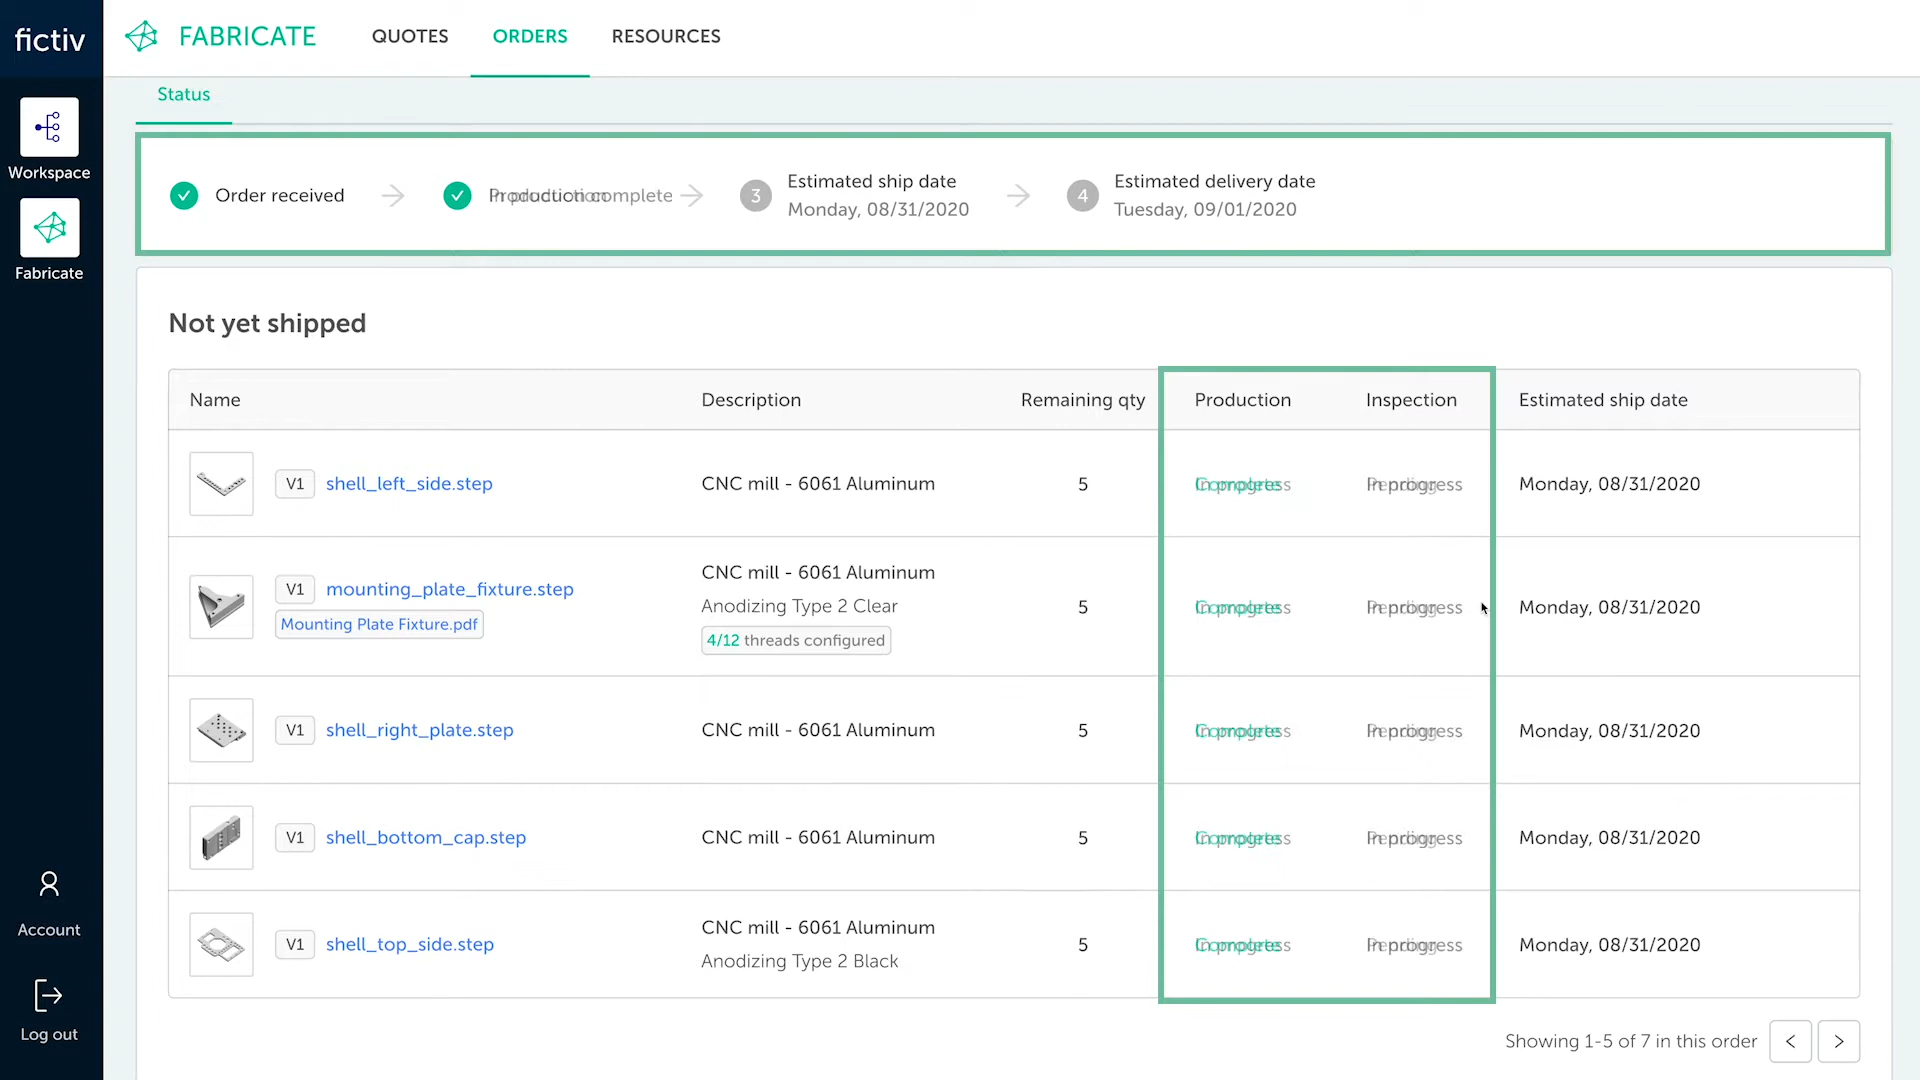 fictiv
FABRICATE QUOTES ORDERS RESOURCES
Workspace
Fabricate
Account
Log out
Status
Order received
Estimated ship date
Monday, 08/31/2020
3
Estimated delivery date
Tuesday, 09/01/2020
4
Not yet shipped
Name Description Remaining qty Production Inspection Estimated ship date
V1 shell_left_side.step CNC mill - 6061 Aluminum 5 Monday, 08/31/2020
V1 mounting_plate_fixture.step
Mounting Plate Fixture.pdf
CNC mill - 6061 Aluminum
Anodizing Type 2 Clear
4/12 threads configured
5 Monday, 08/31/2020
V1 shell_right_plate.step CNC mill - 6061 Aluminum 5 Monday, 08/31/2020
V1 shell_bottom_cap.step CNC mill - 6061 Aluminum 5 Monday, 08/31/2020
V1 shell_top_side.step
CNC mill - 6061 Aluminum
Anodizing Type 2 Black
5 Monday, 08/31/2020
Showing 1-5 of 7 in this order